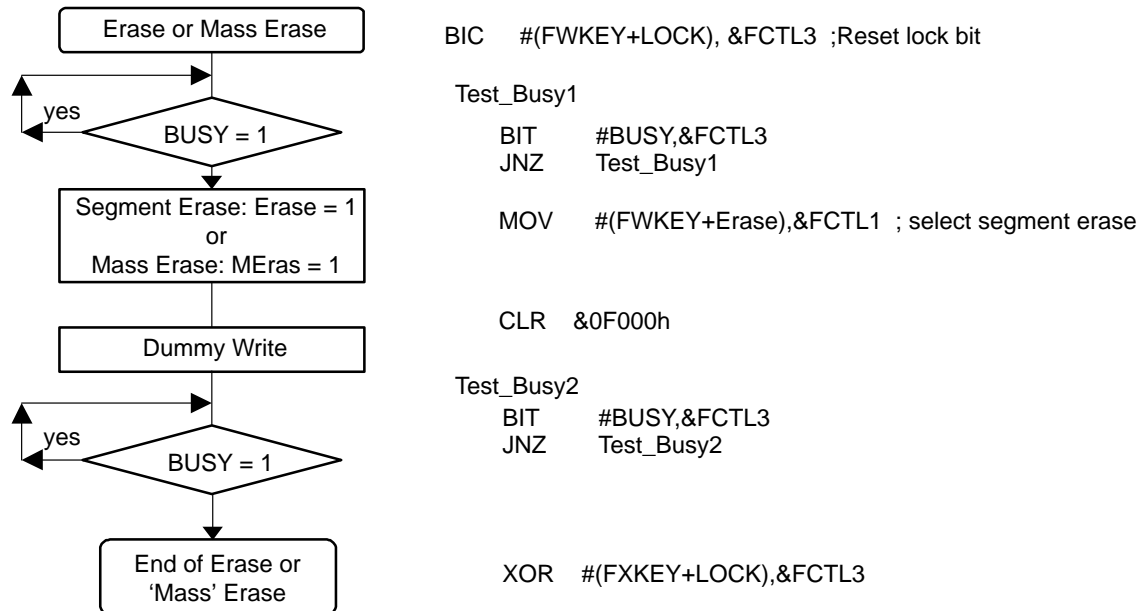 Erase or Mass Erase
BIC #(FWKEY+LOCK), &FCTL3 ;Reset lock bit
yes
BUSY = 1
Test_Busy1
BIT #BUSY,&FCTL3
JNZ Test_Busy1
Segment Erase: Erase = 1
or
Mass Erase: MEras = 1
MOV #(FWKEY+Erase),&FCTL1 ; select segment erase
Dummy Write
CLR &0F000h
yes
BUSY = 1
Test_Busy2
BIT #BUSY,&FCTL3
JNZ Test_Busy2
End of Erase or
‘Mass’ Erase
XOR #(FXKEY+LOCK),&FCTL3